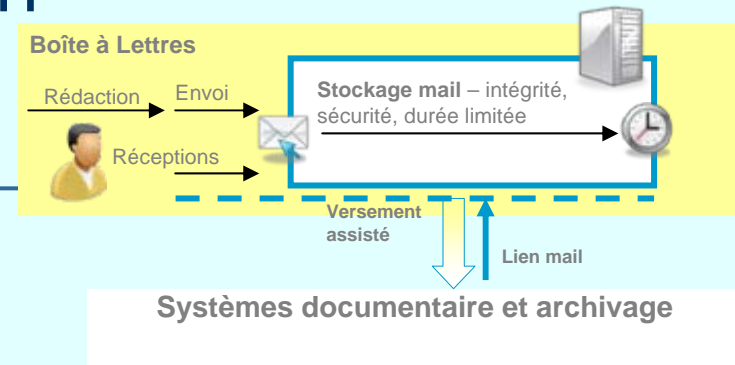 Boîte à Lettres
Rédaction
Envoi
Réceptions
Stockage mail – intégrité,
sécurité, durée limitée
Versement
assisté
Lien mail
Systèmes documentaire et archivage